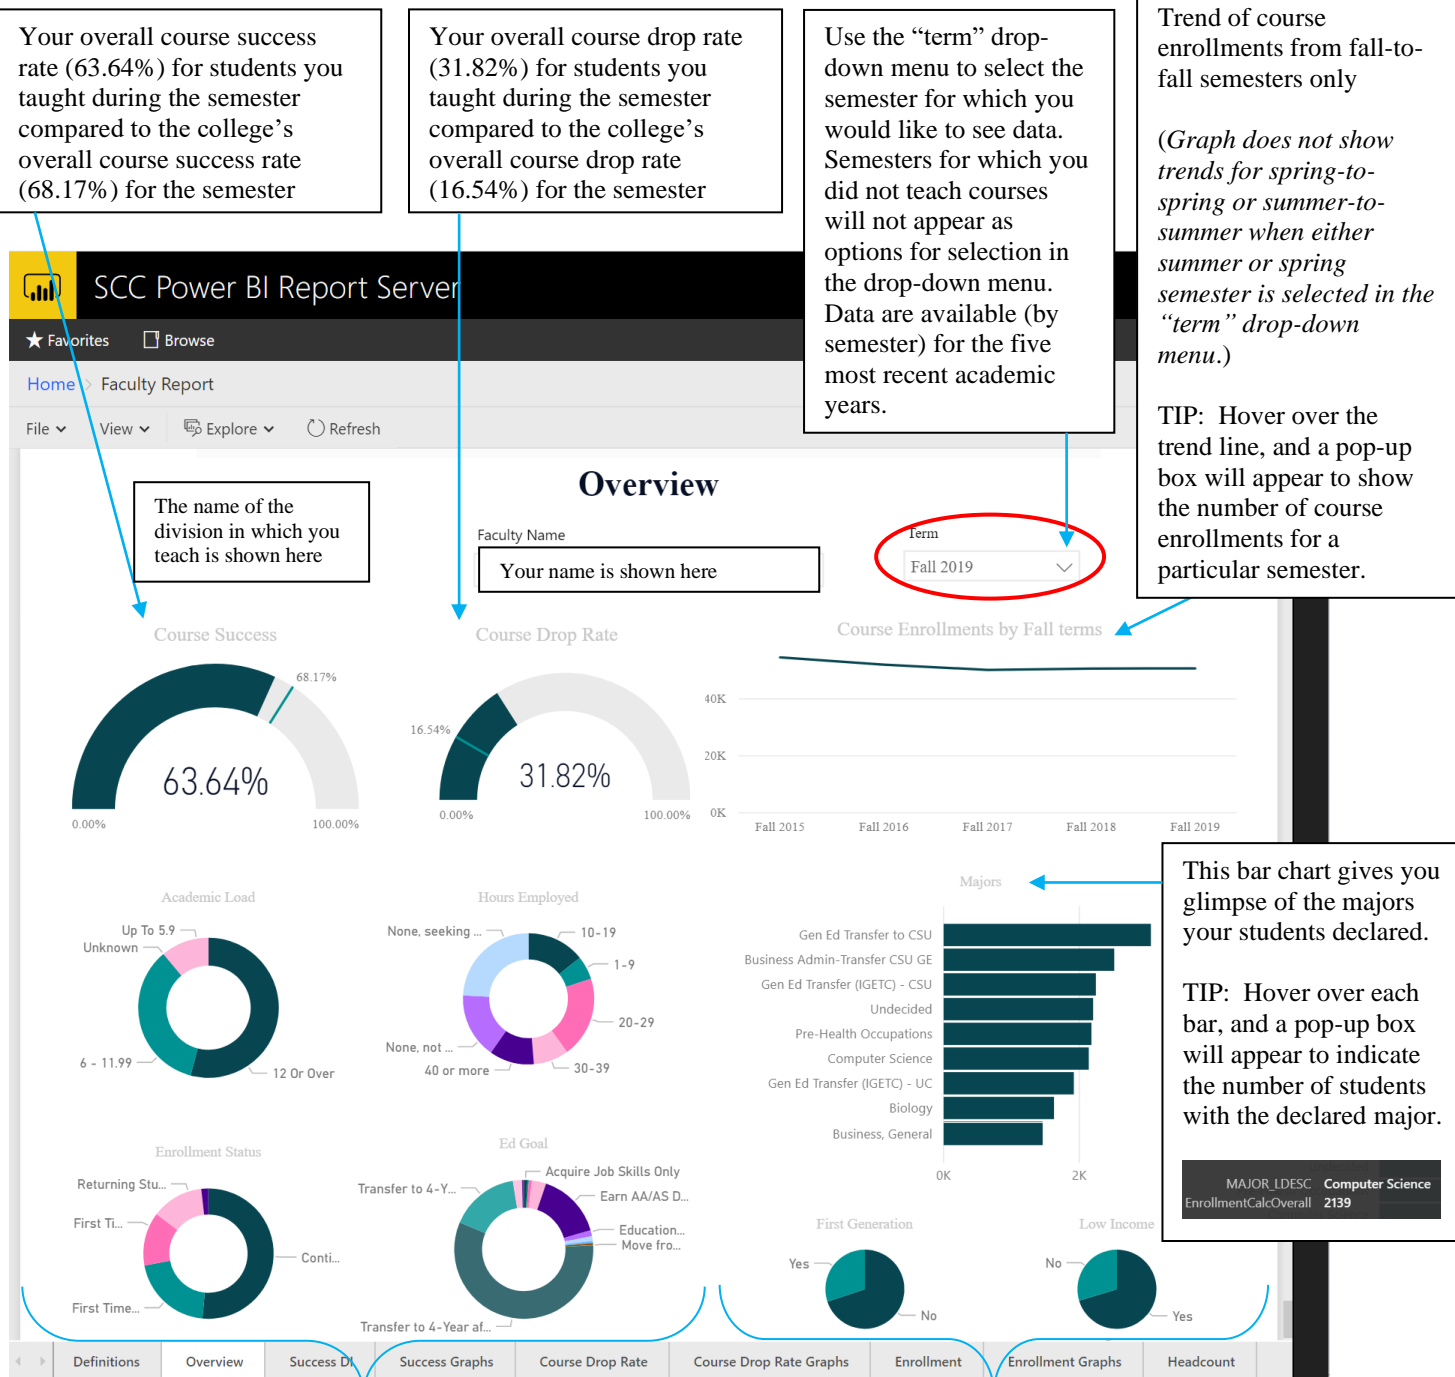 Your overall course success
rate (63.64%) for students you
taught during the semester
compared to the college’s
overall course success rate
(68.17%) for the semester
Your overall course drop rate
(31.82%) for students you
taught during the semester
compared to the college’s
overall course drop rate
(16.54%) for the semester
Use the “term” drop-
down menu to select the
semester for which you
would like to see data.
Semesters for which you
did not teach courses
will not appear as
options for selection in
the drop-down menu.
Data are available (by
semester) for the five
most recent academic
years.
Trend of course
enrollments from fall-to-
fall semesters only
(Graph does not show
trends for spring-to-
spring or summer-to-
summer when either
summer or spring
semester is selected in the
“term” drop-down
menu.)
TIP:  Hover over the
trend line, and a pop-up
box will appear to show
the number of course
enrollments for a
particular semester.
SCC Power BI Report Server
Favorites
Browse
Home > Faculty Report
File
View
Explore
Refresh
Overview
The name of the
division in which you
teach is shown here
Faculty Name
Your name is shown here
Term
Fall 2019
Course Success
68.17%
63.64%
0.00%
100.00%
Course Drop Rate
16.54%
31.82%
0.00%
100.00%
Course Enrollments by Fall terms
40K
20K
0K
Fall 2015
Fall 2016
Fall 2017
Fall 2018
Fall 2019
Academic Load
Up To 5.9
Unknown
6 - 11.99
12 Or Over
Hours Employed
None, seeking ...
10-19
1-9
20-29
None, not ...
40 or more
30-39
Majors
Gen Ed Transfer to CSU
Business Admin-Transfer CSU GE
Gen Ed Transfer (IGETC) - CSU
Undecided
Pre-Health Occupations
Computer Science
Gen Ed Transfer (IGETC) - UC
Biology
Business, General
0K
2K
This bar chart gives you
glimpse of the majors
your students declared.
TIP:  Hover over each
bar, and a pop-up box
will appear to indicate
the number of students
with the declared major.
MAJOR_LDESC Computer Science
EnrollmentCalcOverall 2139
Enrollment Status
Returning Stu...
First Ti...
Conti...
First Time...
Ed Goal
Acquire Job Skills Only
Transfer to 4-Y...
Earn AA/AS D...
Education...
Move fro...
Transfer to 4-Year af...
First Generation
Yes
No
Low Income
No
Yes
Definitions
Overview
Success DI
Success Graphs
Course Drop Rate
Course Drop Rate Graphs
Enrollment
Enrollment Graphs
Headcount